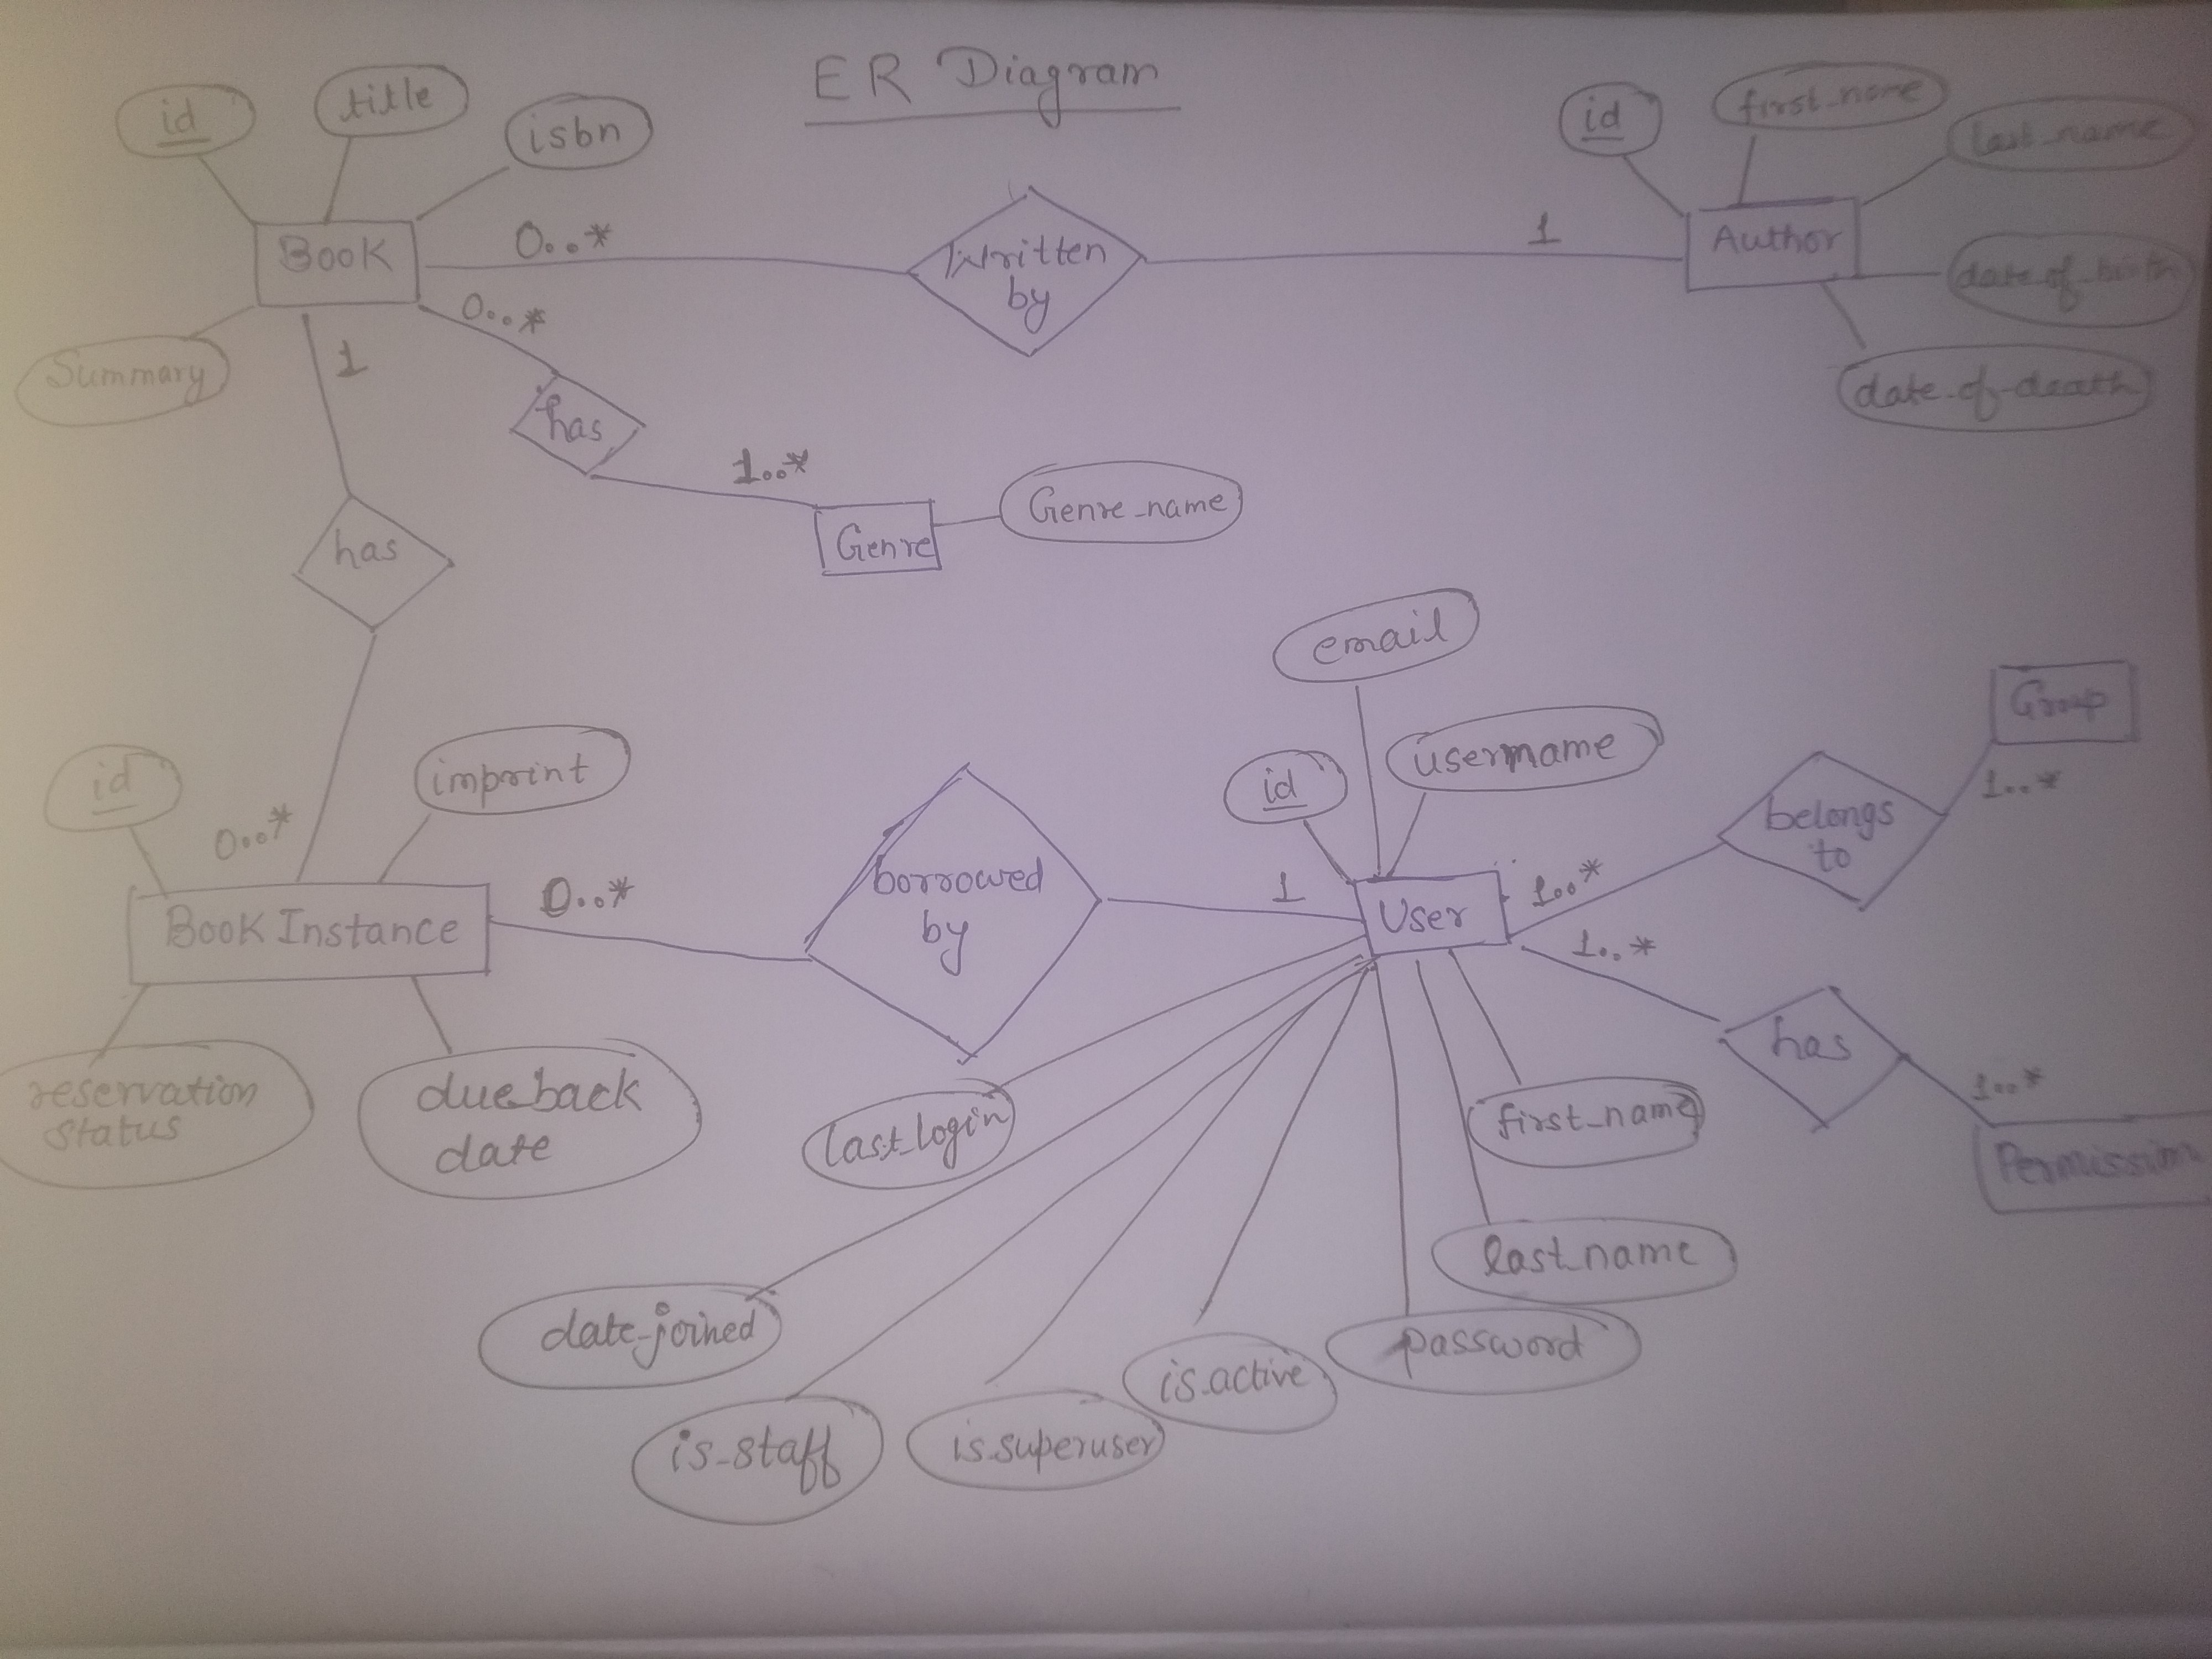 ER Diagram
id
title
isbn
id
first_name
last_name
Book
0..*
Written
by
1
Author
date_of_birth
0..*
1
Summary
date_of_death
has
1..*
Genre
Genre_name
has
email
Group
id
imprint
id
username
1..*
0..*
belongs
to
borrowed
by
0..*
1
User
1..*
Book Instance
1..*
has
1..*
reservation
status
due back
date
last_login
first_name
Permission
last_name
date_joined
password
is_active
is_staff
is_superuser